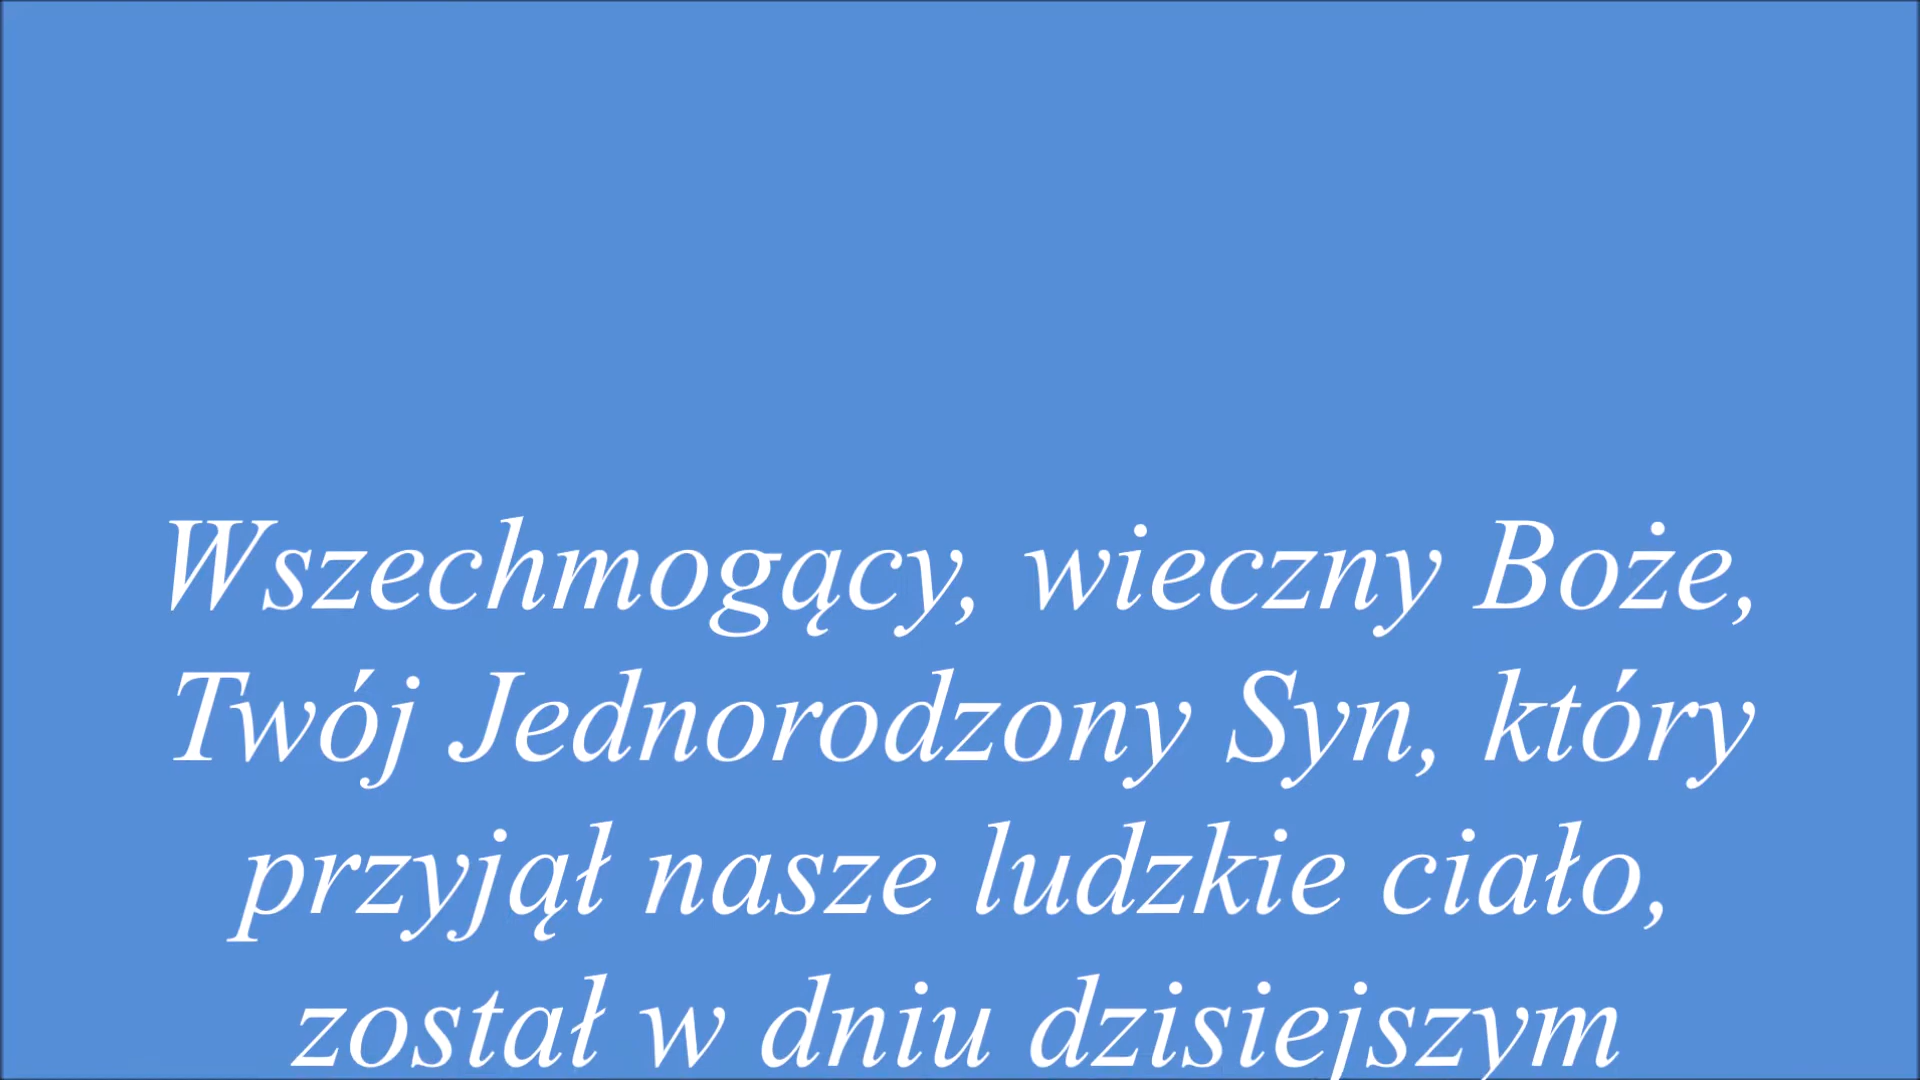 Wszechmogący, wieczny Boże,
Twój Jednorodzony Syn, który
przyjął nasze ludzkie ciało,
został w dniu dzisiejszym